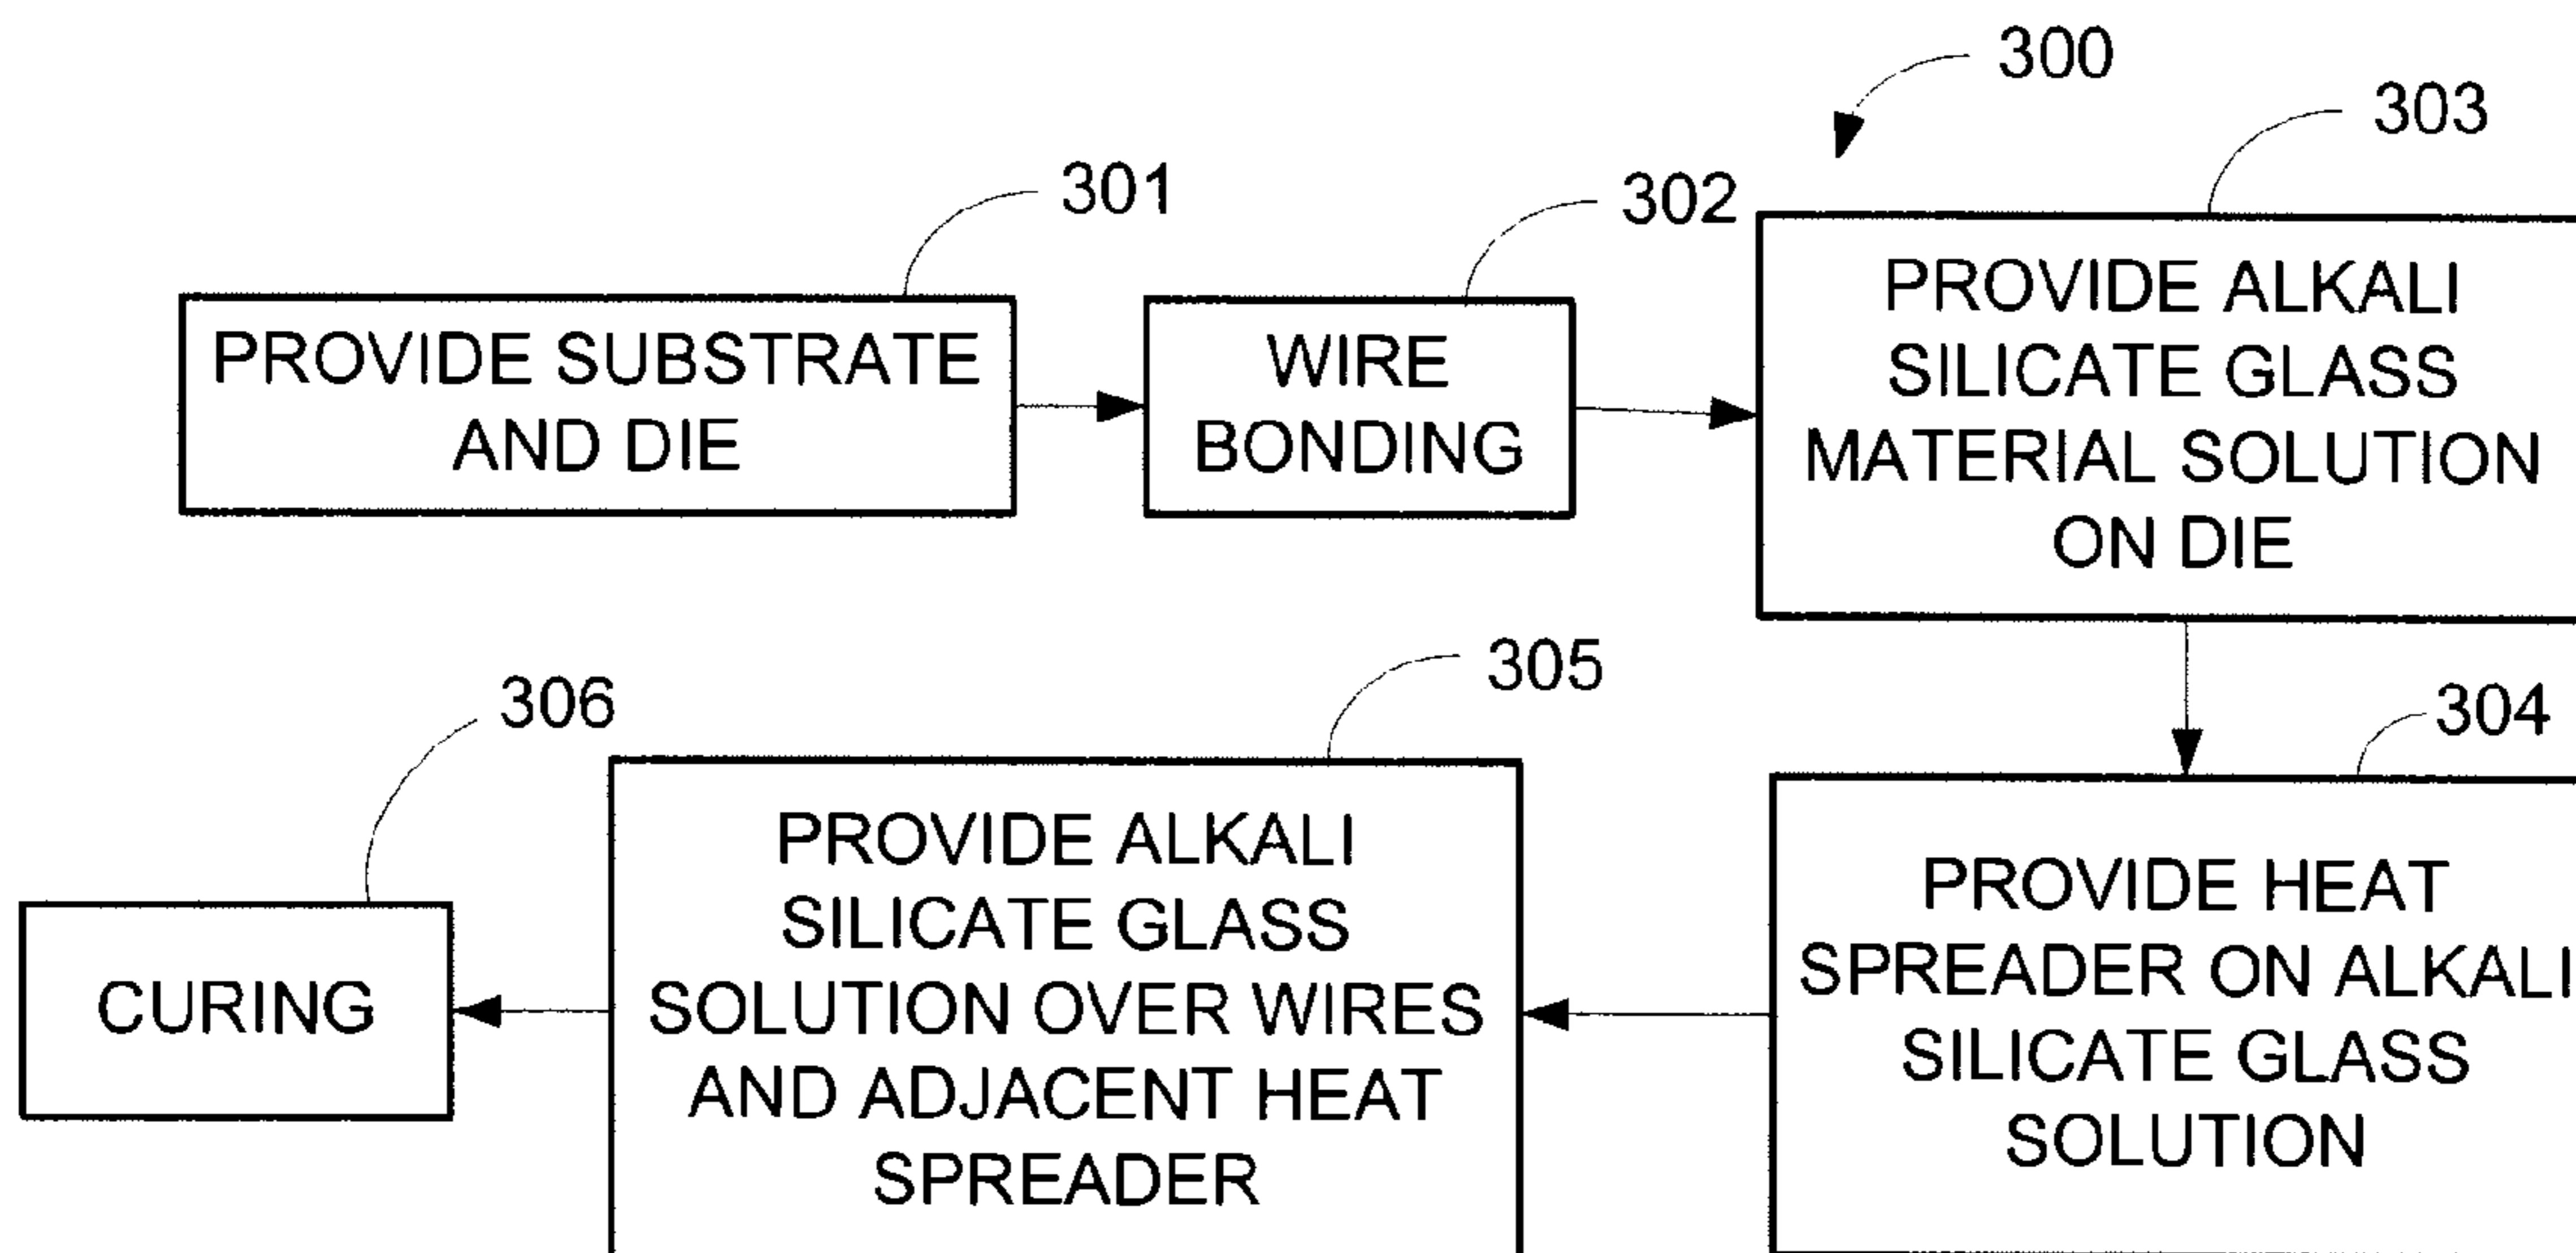 300
303
301
302
PROVIDE SUBSTRATE
AND DIE
WIRE
BONDING
PROVIDE ALKALI
SILICATE GLASS
MATERIAL SOLUTION
ON DIE
304
PROVIDE HEAT
SPREADER ON ALKALI
SILICATE GLASS
SOLUTION
305
PROVIDE ALKALI
SILICATE GLASS
SOLUTION OVER WIRES
AND ADJACENT HEAT
SPREADER
306
CURING